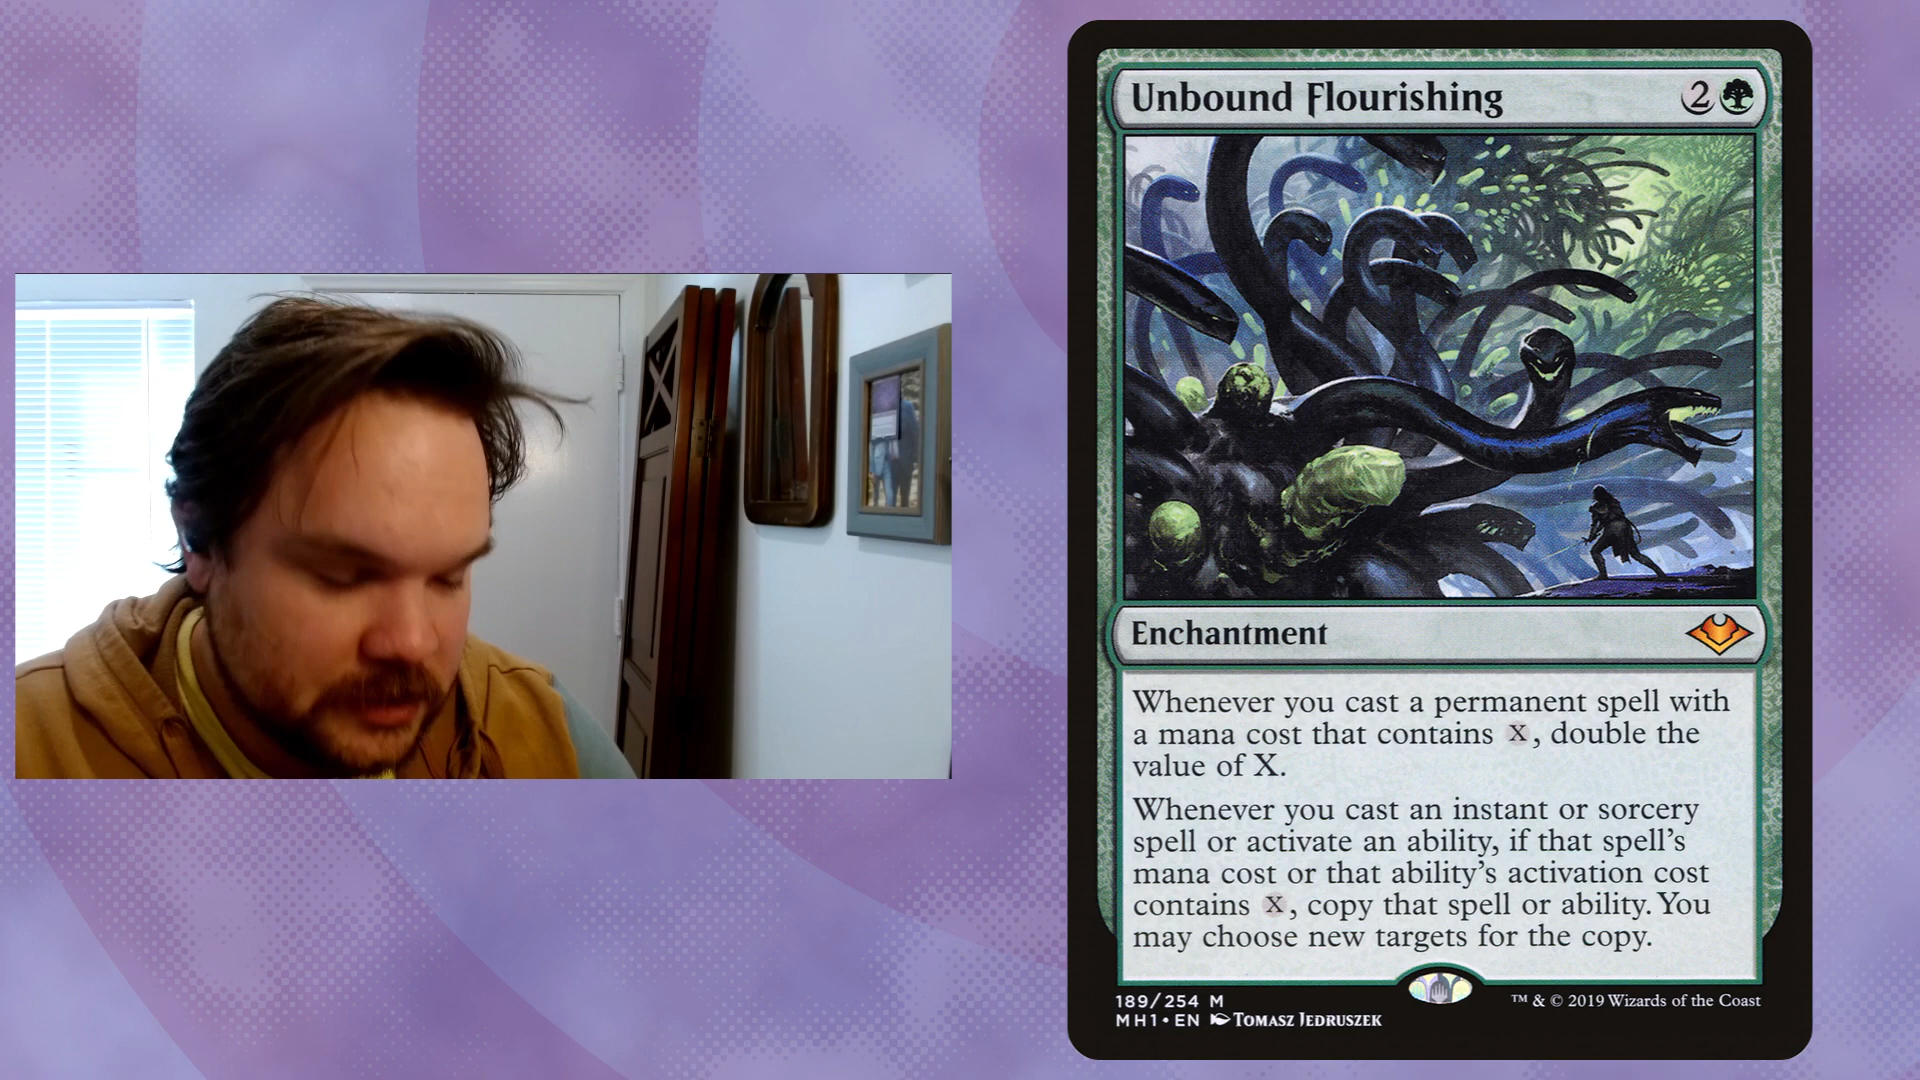 Unbound Flourishing
2
Enchantment
Whenever you cast a permanent spell with
a mana cost that contains X, double the
value of X.
Whenever you cast an instant or sorcery
spell or activate an ability, if that spell's
mana cost or that ability's activation cost
contains X, copy that spell or ability. You
may choose new targets for the copy.
189/254 M
MH1•EN Tomasz Jedruszek
™ & © 2019 Wizards of the Coast